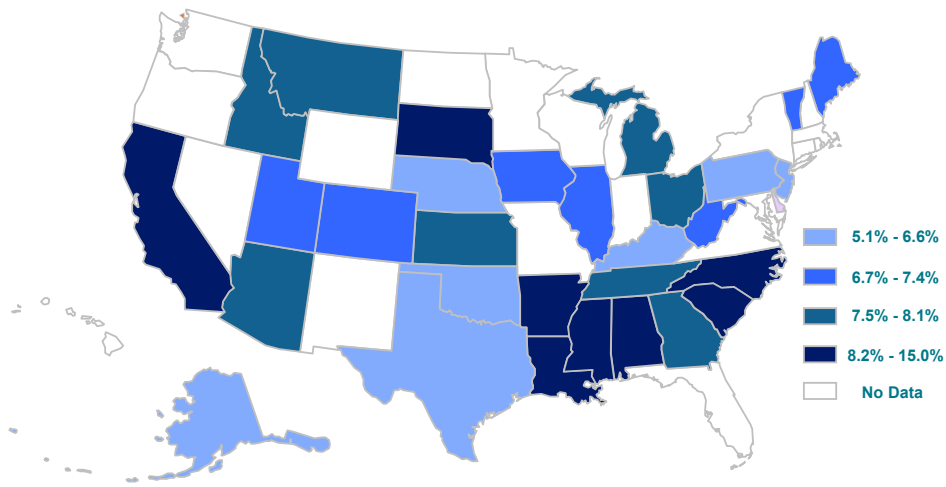 5.1% - 6.6%
6.7% - 7.4%
7.5% - 8.1%
8.2% - 15.0%
No Data